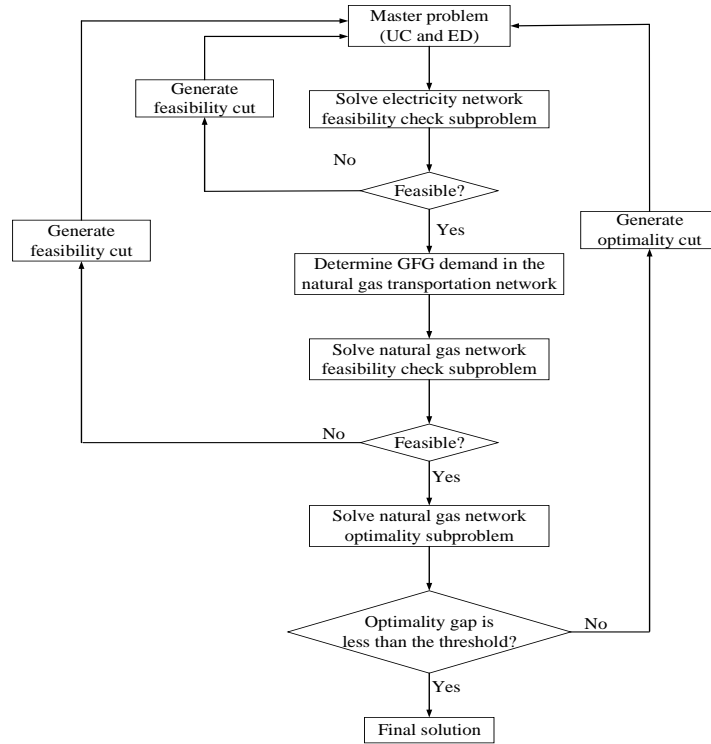 Master problem
(UC and ED)
Generate
feasibility cut
Solve electricity network
feasibility check subproblem
No
Feasible?
Yes
Generate
feasibility cut
Generate
optimality cut
Determine GFG demand in the
natural gas transportation network
Solve natural gas network
feasibility check subproblem
No
Feasible?
Yes
Solve natural gas network
optimality subproblem
Optimality gap is
less than the threshold?
No
Yes
Final solution